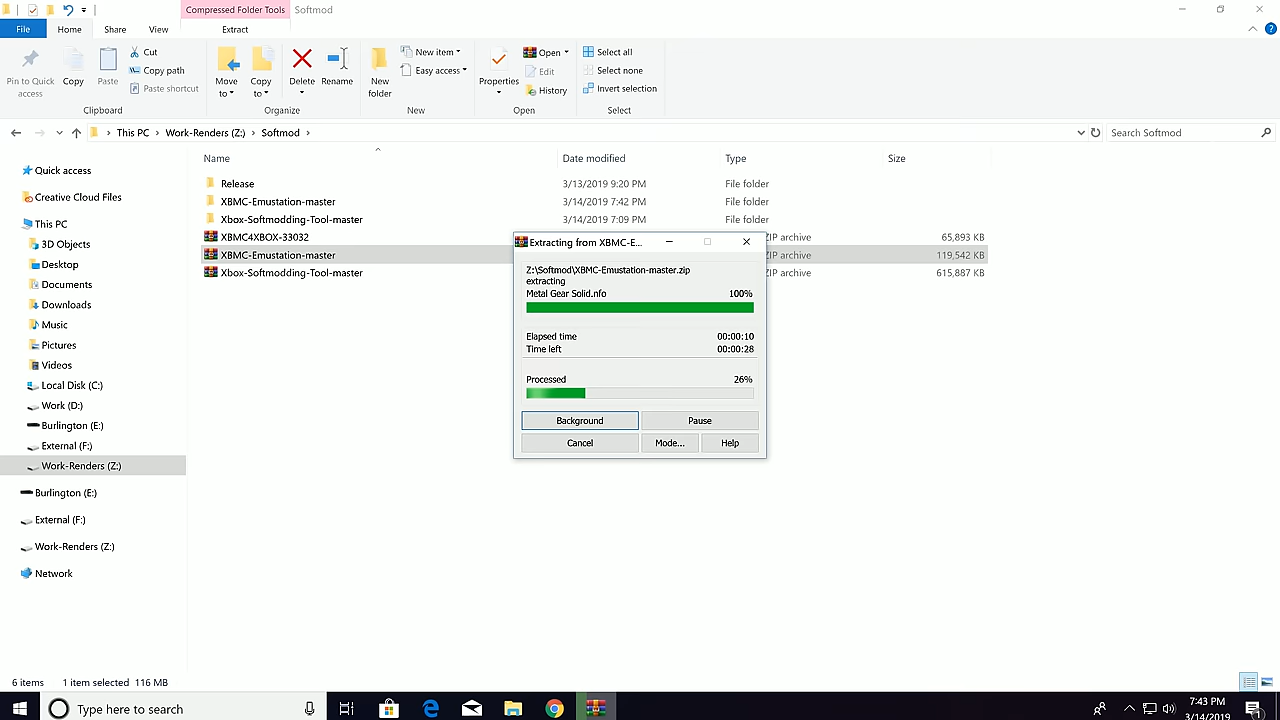 Compressed Folder Tools Softmod
File Home Share View Extract
Pin to Quick access
Copy
Paste
Cut
Copy path
Paste shortcut
Clipboard
Move to
Copy to
Delete
Rename
Organize
New folder
New item
Easy access
New
Properties
Open
Edit
History
Open
Select all
Select none
Invert selection
Select
This PC Work-Renders (Z:) Softmod
Search Softmod
Name Date modified Type Size
Release 3/13/2019 9:20 PM File folder
XBMC-Emustation-master 3/14/2019 7:42 PM File folder
Xbox-Softmodding-Tool-master 3/14/2019 7:09 PM File folder
XBMC4XBOX-33032 ZIP archive 65,893 KB
XBMC-Emustation-master ZIP archive 119,542 KB
Xbox-Softmodding-Tool-master ZIP archive 615,887 KB
Quick access
Creative Cloud Files
This PC
3D Objects
Desktop
Documents
Downloads
Music
Pictures
Videos
Local Disk (C:)
Work (D:)
Burlington (E:)
External (F:)
Work-Renders (Z:)
Burlington (E:)
External (F:)
Work-Renders (Z:)
Network
Extracting from XBMC-E...
Z:\Softmod\XBMC-Emustation-master.zip
extracting
Metal Gear Solid.nfo 100%
Elapsed time 00:00:10
Time left 00:00:28
Processed 26%
Background Pause
Cancel Mode... Help
6 items 1 item selected 116 MB
Type here to search
7:43 PM
3/14/2019